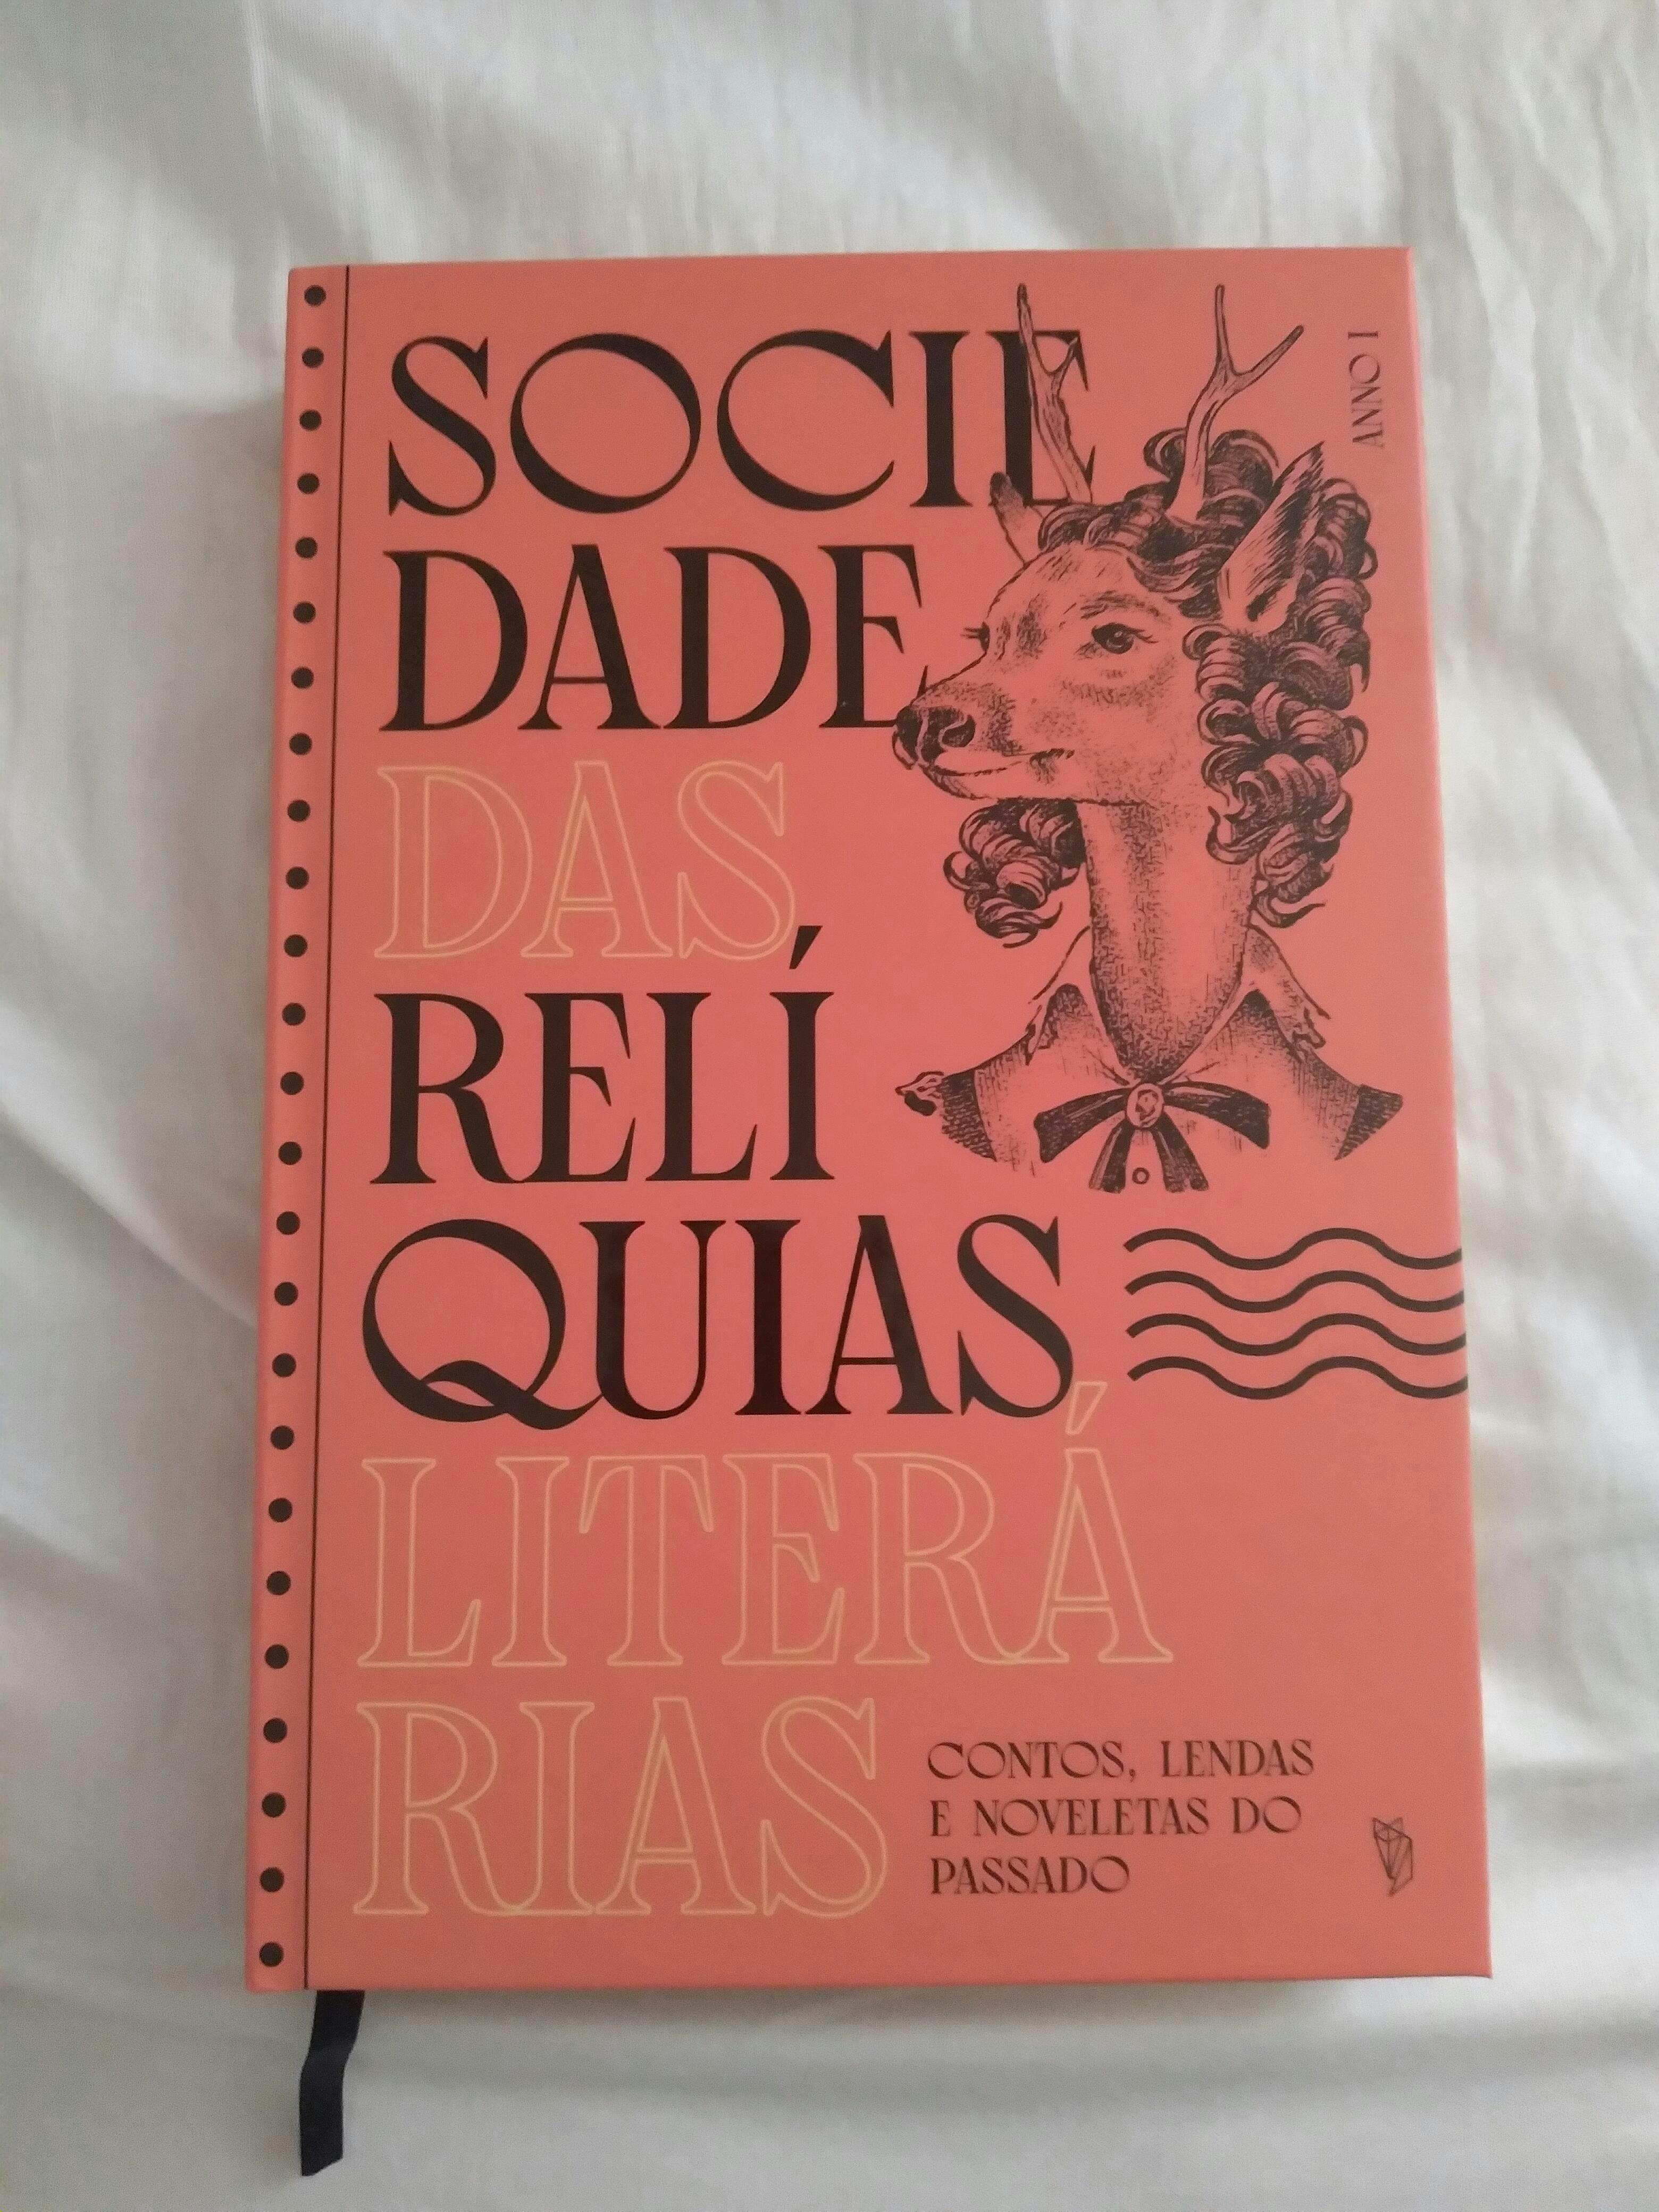 SOCIE
DADE
DAS
RELÍ
QUIAS
LITERÁ
RIAS
ANNO I
CONTOS, LENDAS
E NOVELETAS DO
PASSADO